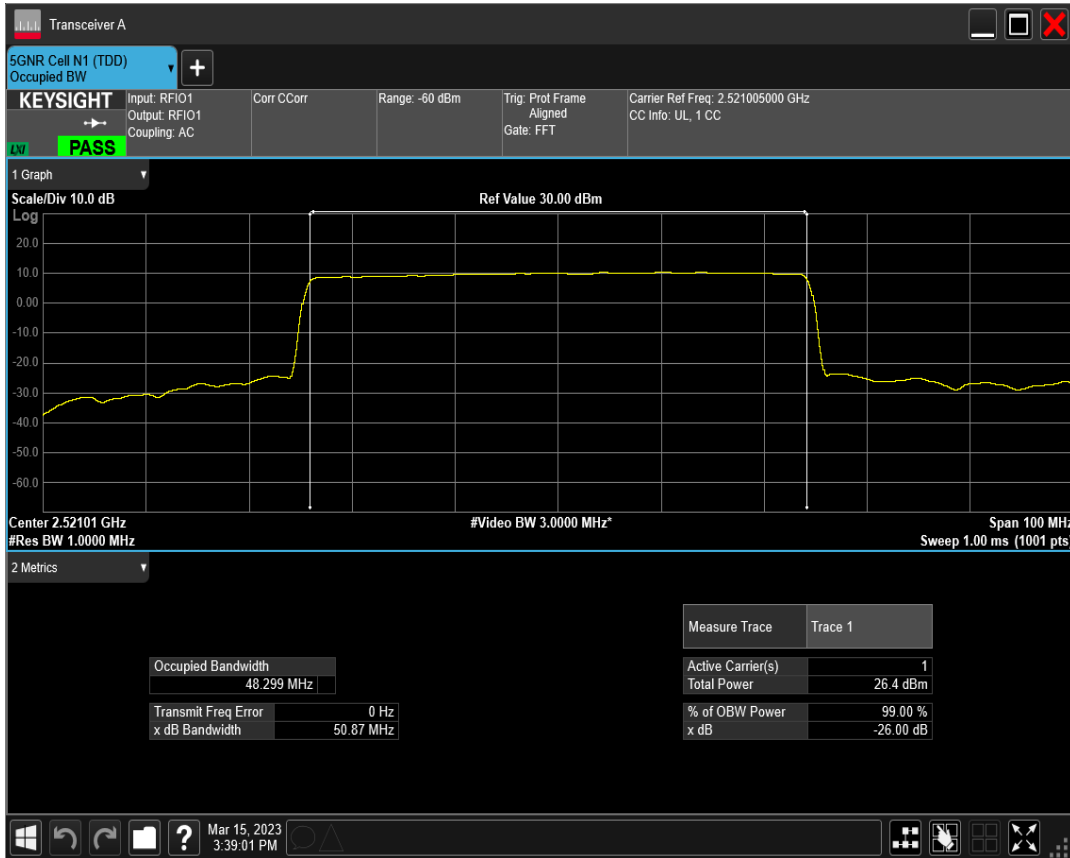 Transceiver A
5GNR Cell N1 (TDD)
Occupied BW
+
KEYSIGHT
LXI
PASS
Input: RFIO1
Output: RFIO1
Coupling: AC
Corr CCorr
Range: -60 dBm
Trig: Prot Frame
Aligned
Gate: FFT
Carrier Ref Freq: 2.521005000 GHz
CC Info: UL, 1 CC
1 Graph
Scale/Div 10.0 dB
Ref Value 30.00 dBm
Log
20.0
10.0
0.00
-10.0
-20.0
-30.0
-40.0
-50.0
-60.0
Center 2.52101 GHz
#Video BW 3.0000 MHz*
Span 100 MHz
#Res BW 1.0000 MHz
Sweep 1.00 ms (1001 pts)
2 Metrics
Measure Trace Trace 1
Occupied Bandwidth
48.299 MHz
Active Carrier(s) 1
Total Power 26.4 dBm
Transmit Freq Error 0 Hz
x dB Bandwidth 50.87 MHz
% of OBW Power 99.00 %
x dB -26.00 dB
?
Mar 15, 2023
3:39:01 PM